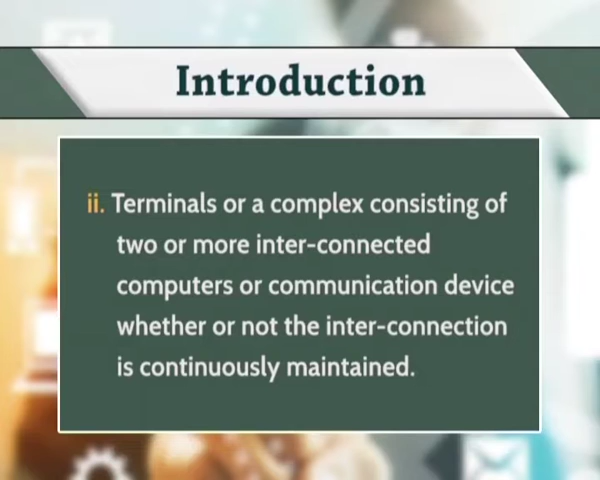 Introduction
ii. Terminals or a complex consisting of
two or more inter-connected
computers or communication device
whether or not the inter-connection
is continuously maintained.